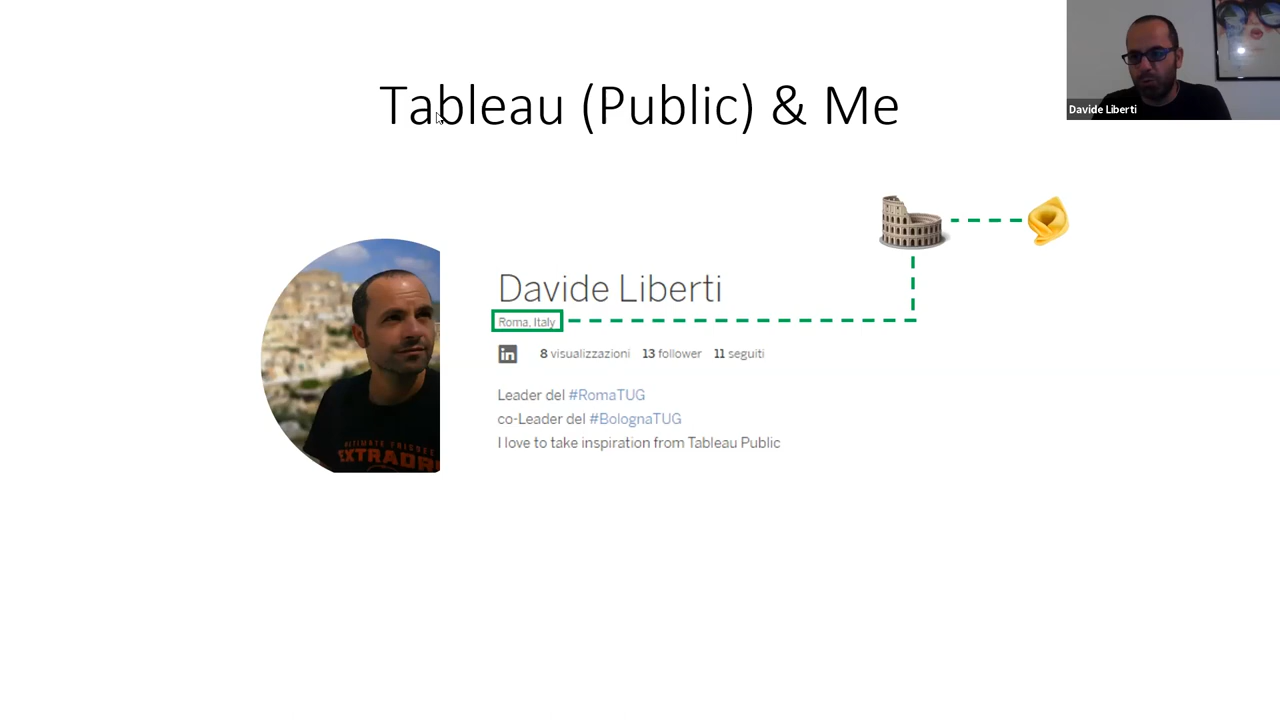 Tableau (Public) & Me
Davide Liberti
Davide Liberti
Roma, Italy
in
8 visualizzazioni 13 follower 11 seguiti
Leader del #RomaTUG
co-Leader del #BolognaTUG
I love to take inspiration from Tableau Public